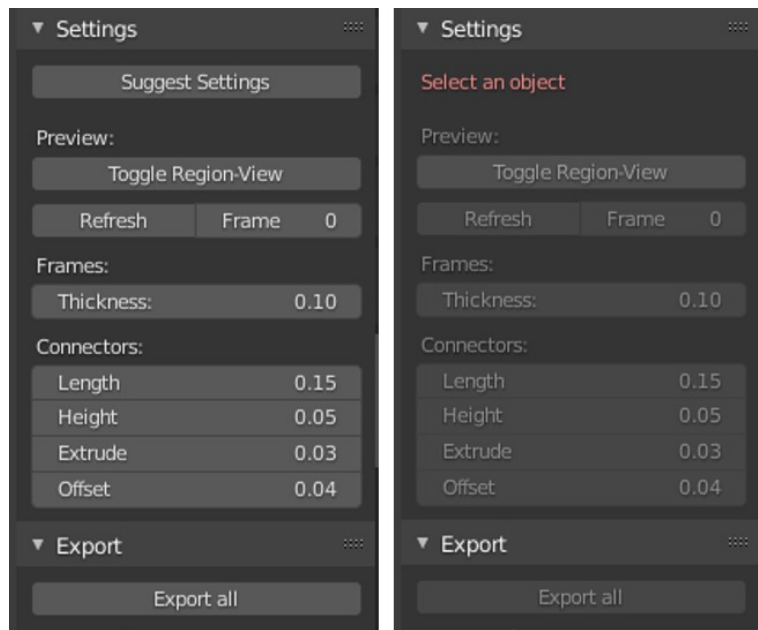 Settings
Suggest Settings
Preview:
Toggle Region-View
Refresh Frame 0
Frames:
Thickness: 0.10
Connectors:
Length 0.15
Height 0.05
Extrude 0.03
Offset 0.04
Export
Export all
Settings
Select an object
Preview:
Toggle Region-View
Refresh Frame 0
Frames:
Thickness: 0.10
Connectors:
Length 0.15
Height 0.05
Extrude 0.03
Offset 0.04
Export
Export all